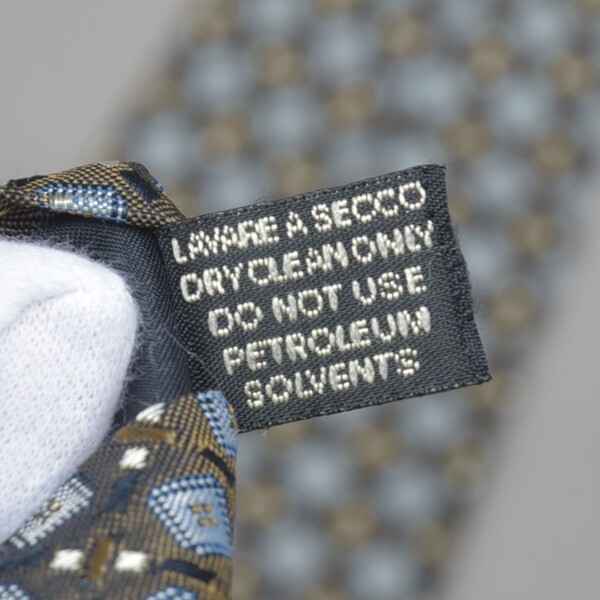 LAVARE A SECCO
DRY CLEAN ONLY
DO NOT USE
PETROLEUM
SOLVENTS